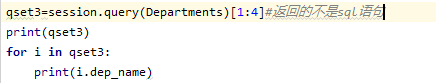 qset3=session.query(Departments)[1:4]#返回的不是sql语句
print(qset3)
for i in qset3:
    print(i.dep_name)